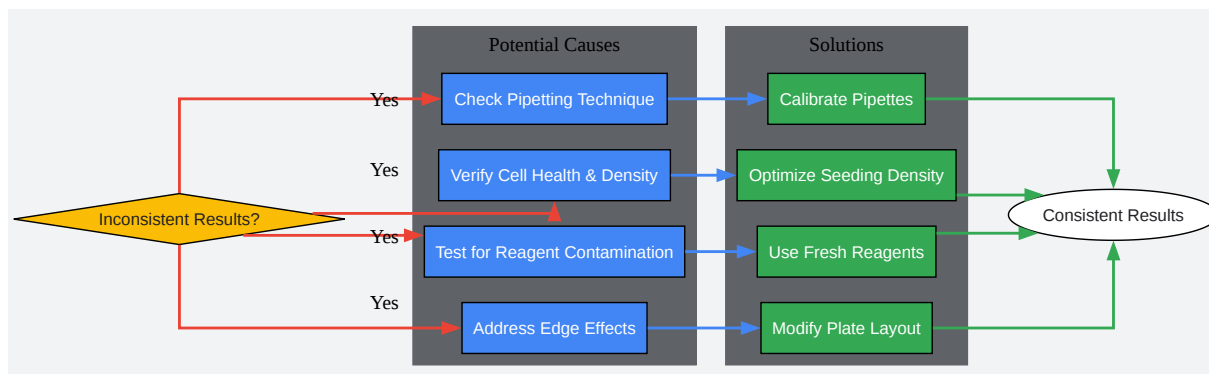 Potential Causes
Solutions
Yes
Check Pipetting Technique
Calibrate Pipettes
Yes
Verify Cell Health & Density
Optimize Seeding Density
Inconsistent Results?
Consistent Results
Yes
Test for Reagent Contamination
Use Fresh Reagents
Yes
Address Edge Effects
Modify Plate Layout